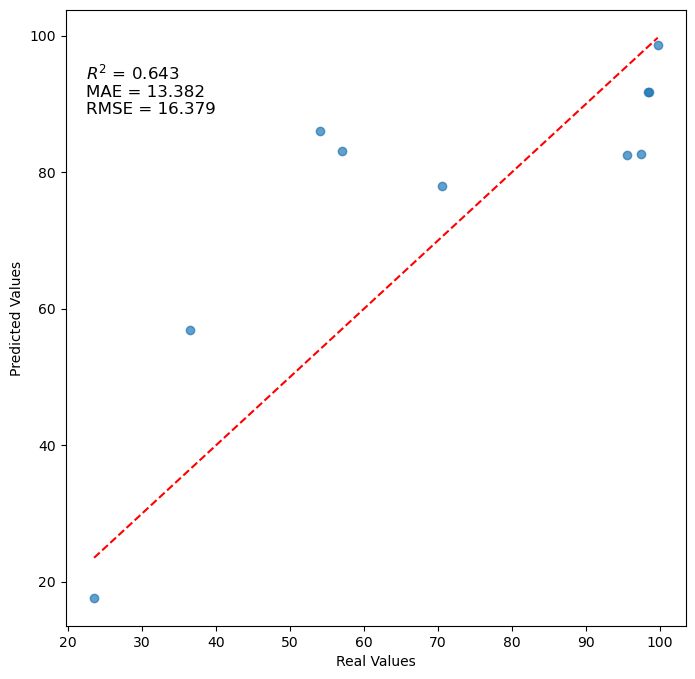 100
80
60
40
20
Predicted Values
R² = 0.643
MAE = 13.382
RMSE = 16.379
20 30 40 50 60 70 80 90 100
Real Values